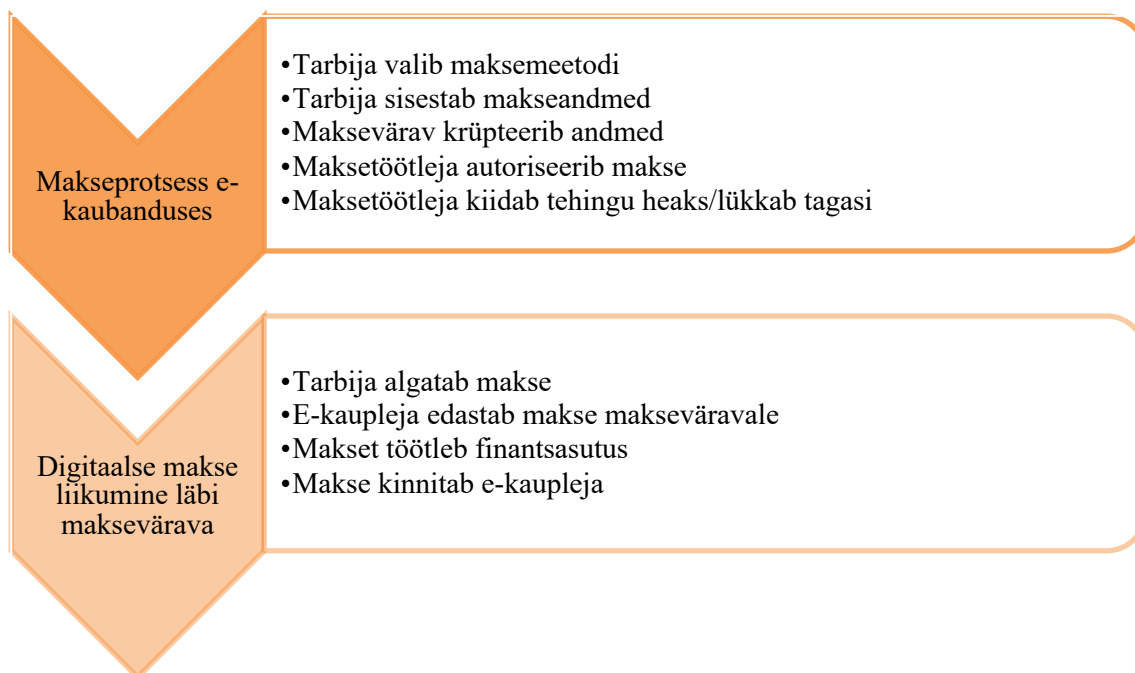 Makseprotsess e-
kaubanduses
•Tarbija valib maksemeetodi
•Tarbija sisestab makseandmed
•Maksevärav krüpteerib andmed
•Maksetöötleja autoriseerib makse
•Maksetöötleja kiidab tehingu heaks/lükkab tagasi
Digitaalse makse
liikumine läbi
maksevärava
•Tarbija algatab makse
•E-kaupleja edastab makse makseväravale
•Makset töötleb finantsasutus
•Makse kinnitab e-kaupleja